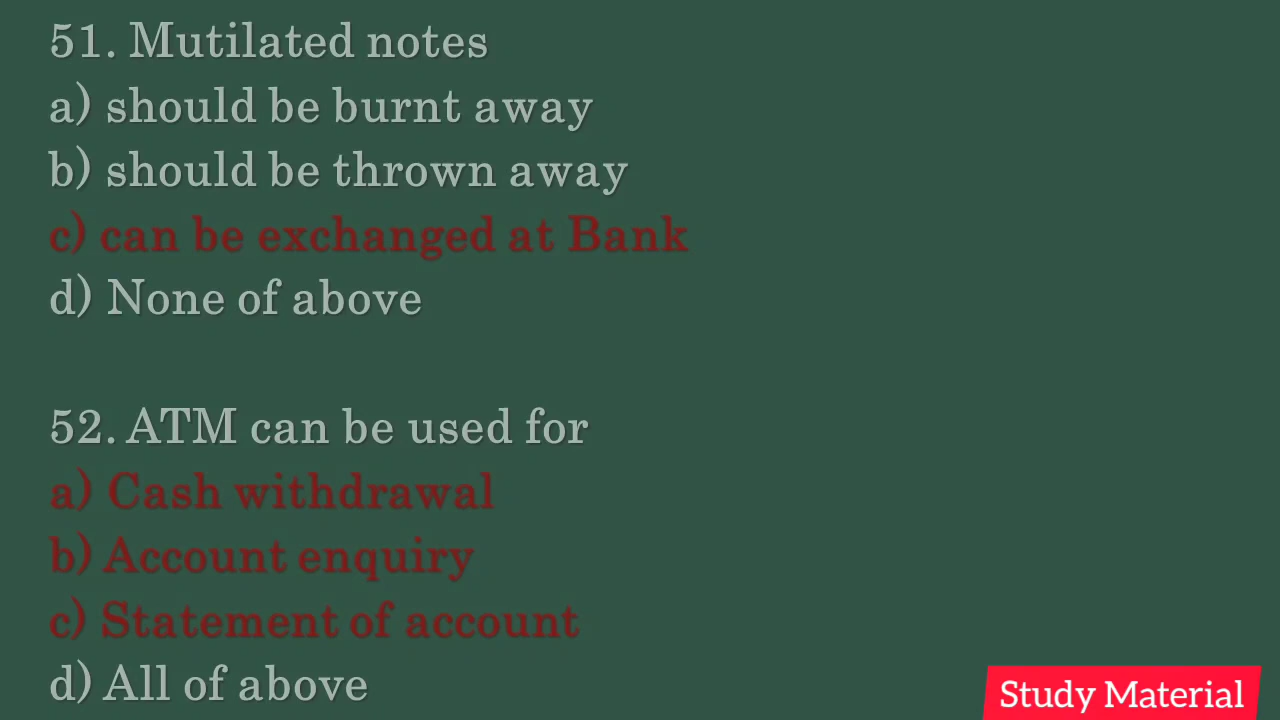 51. Mutilated notes
a) should be burnt away
b) should be thrown away
c) can be exchanged at Bank
d) None of above
52. ATM can be used for
a) Cash withdrawal
b) Account enquiry
c) Statement of account
d) All of above
Study Material